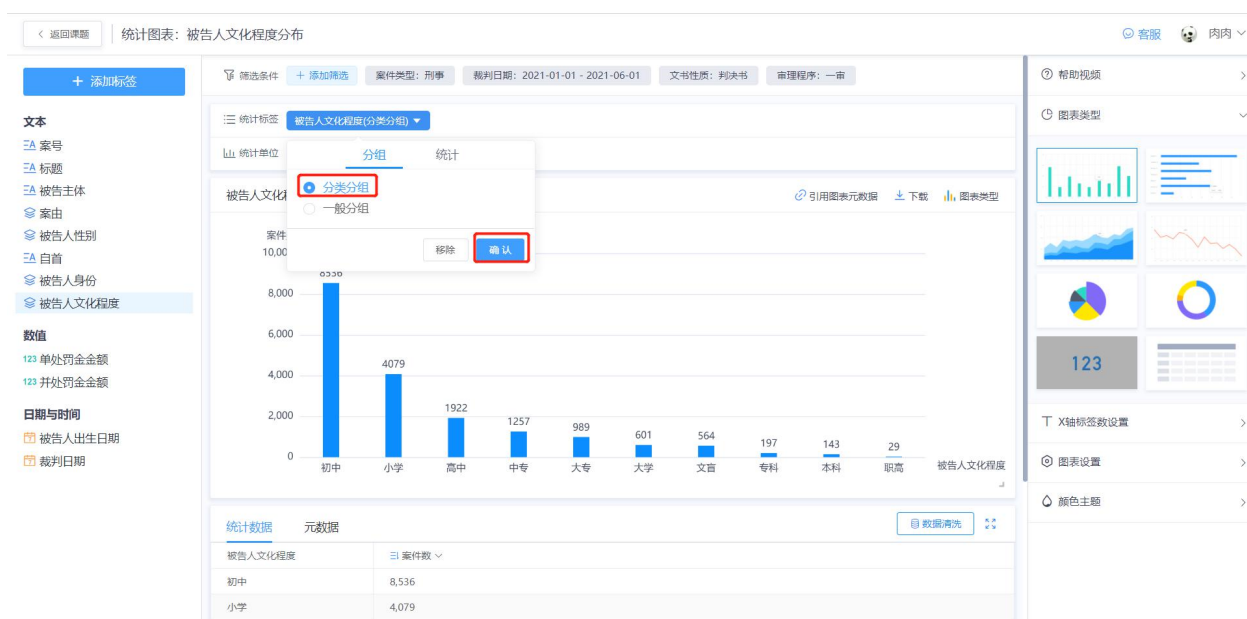 返回课题 统计图表：被告人文化程度分布 客服 肉肉
+ 添加标签
文本
案号
标题
被告主体
案由
被告人性别
自首
被告人身份
被告人文化程度
数值
123 单处罚金金额
123 并处罚金金额
日期与时间
被告人出生日期
裁判日期
筛选条件 + 添加筛选 案件类型：刑事 裁判日期：2021-01-01 - 2021-06-01 文书性质：判决书 审理程序：一审
统计标签 被告人文化程度(分类分组)
统计单位
分组 统计
分类分组
一般分组
移除 确认
被告人文化 引用图表元数据 下载 图表类型
案件
10,00
8536
8,000
6,000
4079
4,000
1922
2,000
1257
989
601
564
197
143
29
0
初中 小学 高中 中专 大专 大学 文盲 专科 本科 职高 被告人文化程度
统计数据 元数据 数据清洗
被告人文化程度 案件数
初中 8,536
小学 4,079
帮助视频
图表类型
123
X轴标签数设置
图表设置
颜色主题